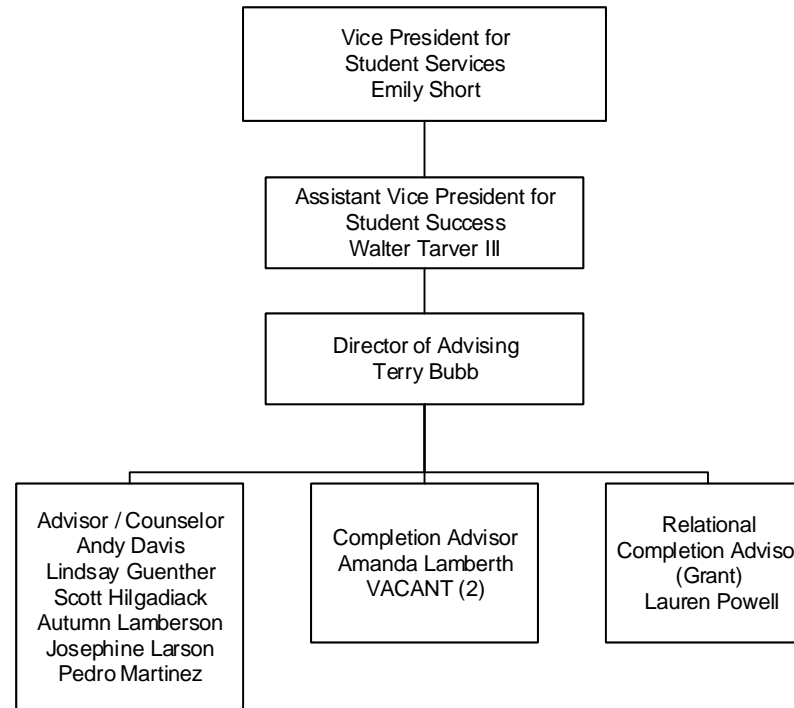 Vice President for
Student Services
Emily Short
Assistant Vice President for
Student Success
Walter Tarver III
Director of Advising
Terry Bubb
Advisor / Counselor
Andy Davis
Lindsay Guenther
Scott Hilgadiack
Autumn Lamberson
Josephine Larson
Pedro Martinez
Completion Advisor
Amanda Lamberth
VACANT (2)
Relational
Completion Adviso
(Grant)
Lauren Powell